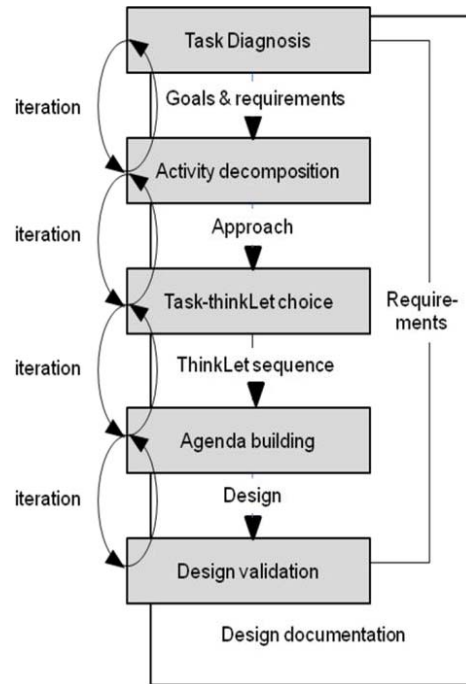 Task Diagnosis
iteration
Goals & requirements
Activity decomposition
iteration
Approach
Task-thinkLet choice
Require-
ments
iteration
ThinkLet sequence
Agenda building
iteration
Design
Design validation
Design documentation